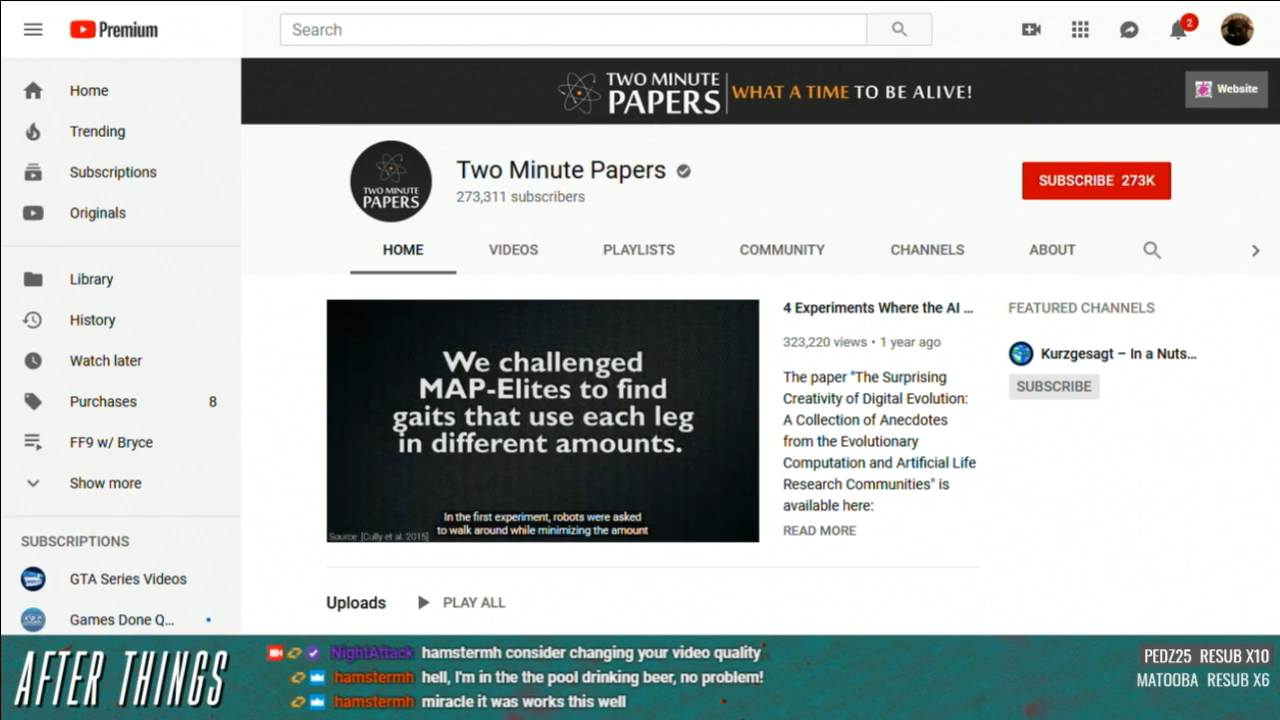 Premium
Search
2
Home
Trending
Subscriptions
Originals
Library
History
Watch later
Purchases 8
FF9 w/ Bryce
Show more
SUBSCRIPTIONS
GTA Series Videos
Games Done Q...
TWO MINUTE
PAPERS
WHAT A TIME TO BE ALIVE!
Website
TWO MINUTE
PAPERS
Two Minute Papers
273,311 subscribers
SUBSCRIBE 273K
HOME VIDEOS PLAYLISTS COMMUNITY CHANNELS ABOUT
We challenged
MAP-Elites to find
gaits that use each leg
in different amounts.
In the first experiment, robots were asked
to walk around while minimizing the amount
Source: [Cully et al. 2015]
4 Experiments Where the AI ...
323,220 views • 1 year ago
The paper "The Surprising
Creativity of Digital Evolution:
A Collection of Anecdotes
from the Evolutionary
Computation and Artificial Life
Research Communities" is
available here:
READ MORE
FEATURED CHANNELS
Kurzgesagt – In a Nuts...
SUBSCRIBE
Uploads PLAY ALL
AFTER THINGS
NightAttack hamstermh consider changing your video quality
hamstermh hell, I'm in the the pool drinking beer, no problem!
hamstermh miracle it was works this well
PEDZ25 RESUB X10
MATOOBA RESUB X6